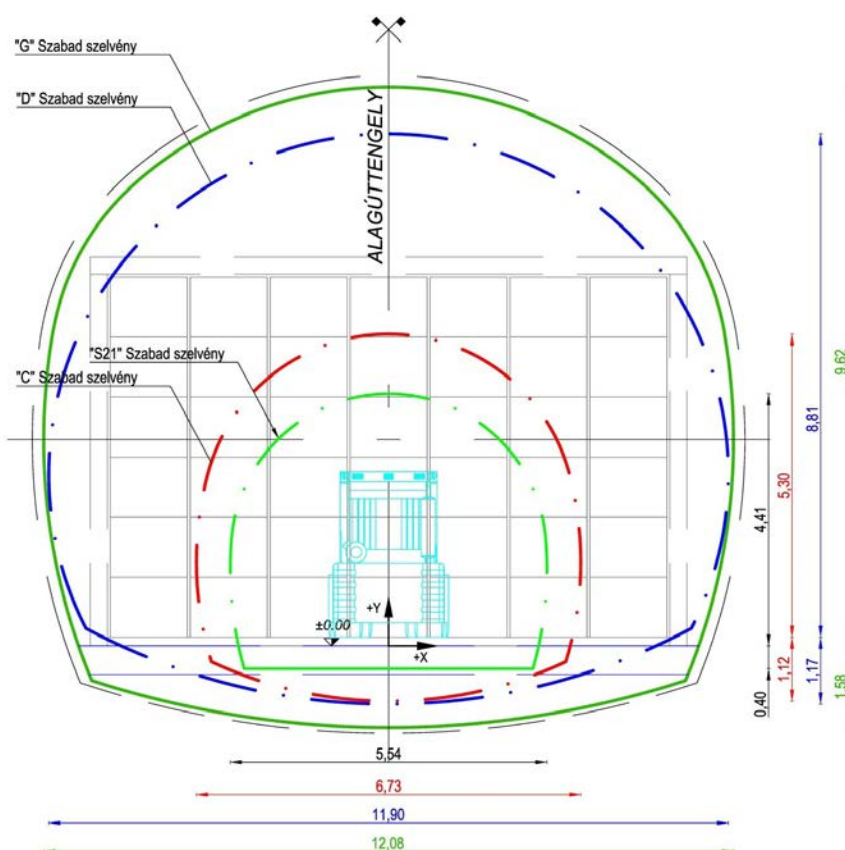 "G" Szabad szelvény
"D" Szabad szelvény
ALAGÚTTENGELY
"S21" Szabad szelvény
"C" Szabad szelvény
9,62
8,81
5,30
4,41
+Y
±0.00
+X
1,12
1,17
1,58
0,40
5,54
6,73
11,90
12,08